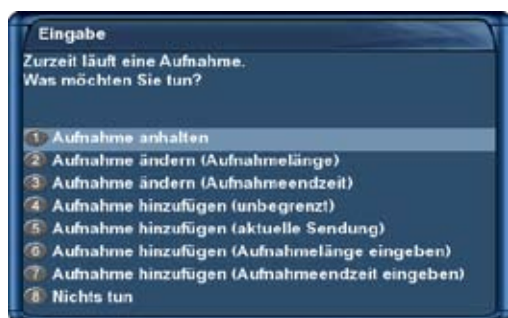 Eingabe
Zurzeit läuft eine Aufnahme.
Was möchten Sie tun?
1 Aufnahme anhalten
2 Aufnahme ändern (Aufnahmelänge)
3 Aufnahme ändern (Aufnahmeendzeit)
4 Aufnahme hinzufügen (unbegrenzt)
5 Aufnahme hinzufügen (aktuelle Sendung)
6 Aufnahme hinzufügen (Aufnahmelänge eingeben)
7 Aufnahme hinzufügen (Aufnahmeendzeit eingeben)
8 Nichts tun